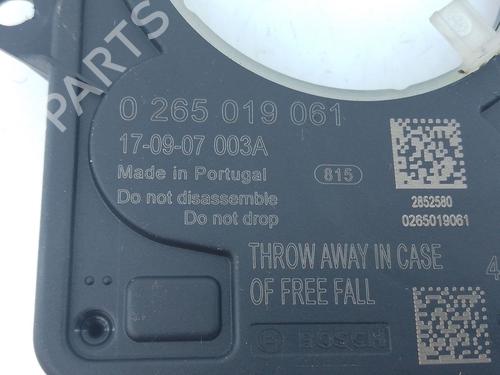 PARTS
0 265 019 061
17-09-07 003A
Made in Portugal
815
Do not disassemble
Do not drop
2852580
0265019061
THROW AWAY IN CASE
OF FREE FALL
4
BOSCH